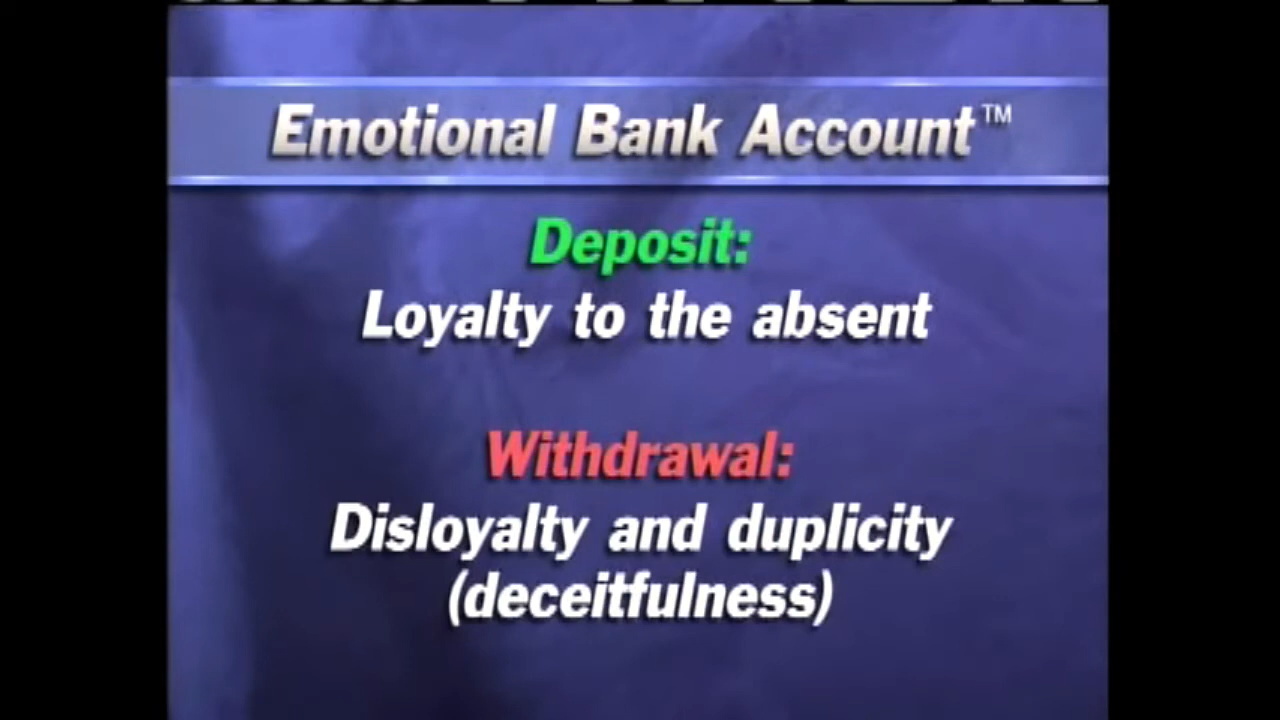 Emotional Bank Account™
Deposit:
Loyalty to the absent
Withdrawal:
Disloyalty and duplicity
(deceitfulness)